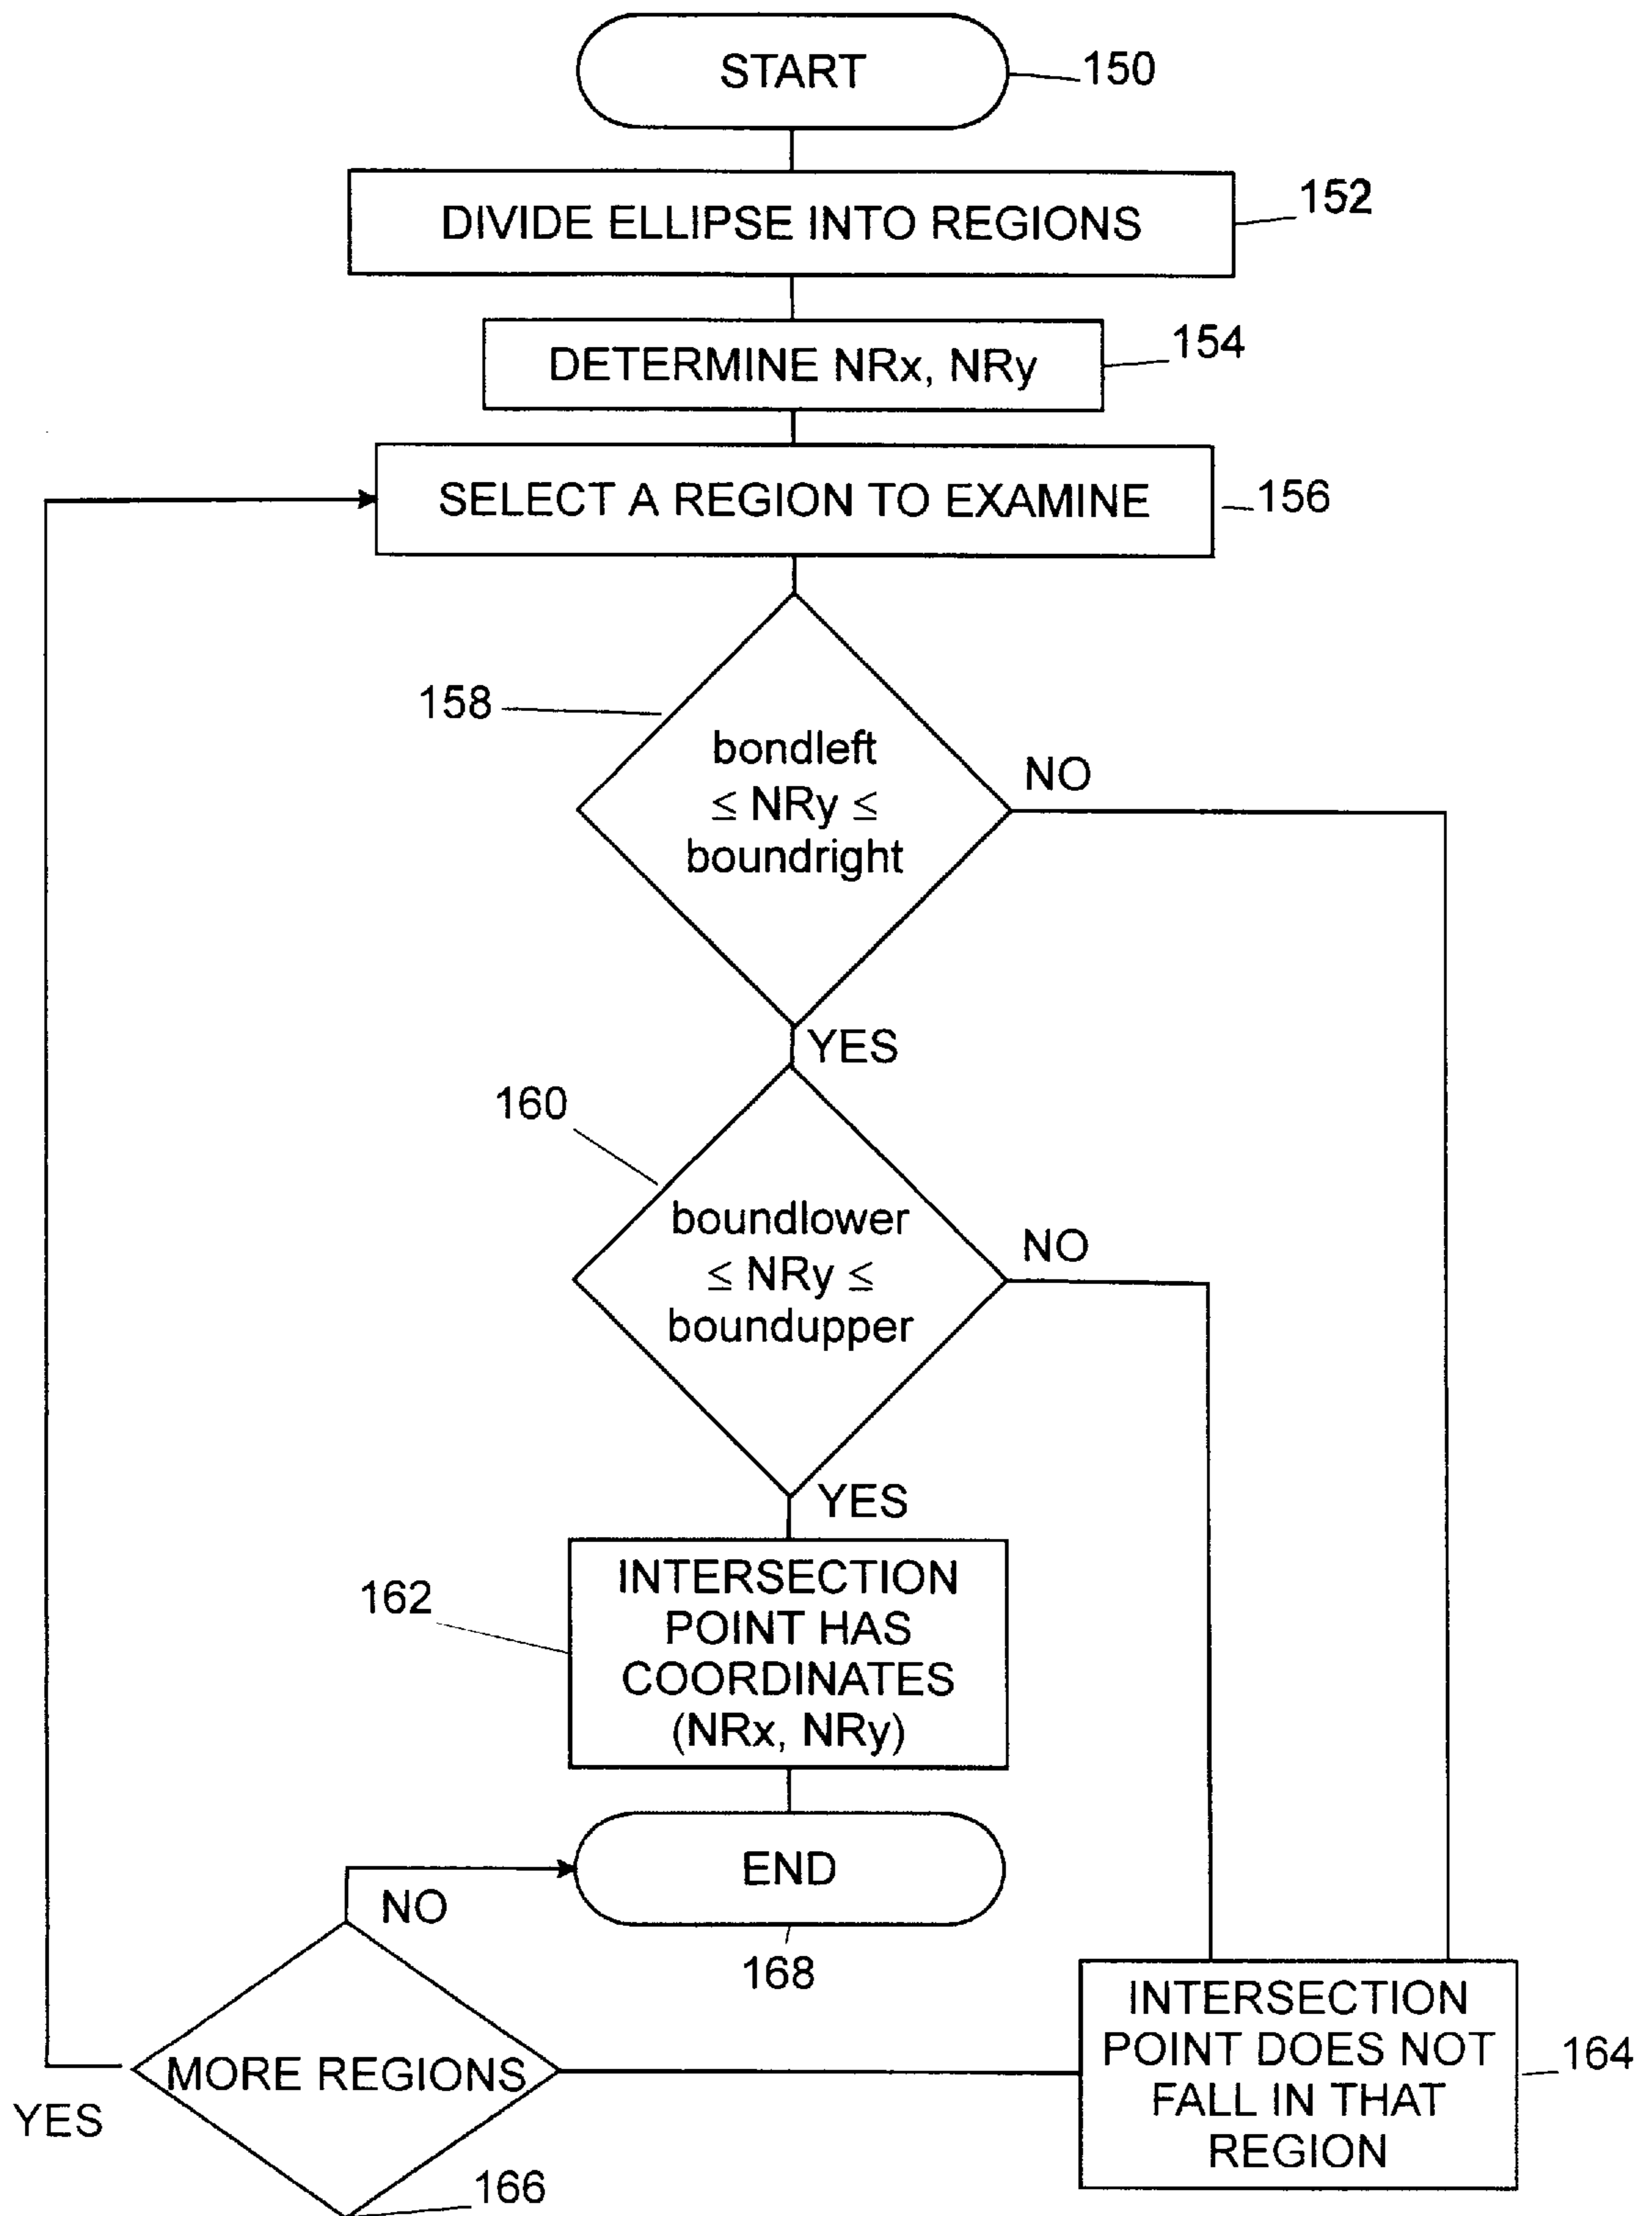 START
150
DIVIDE ELLIPSE INTO REGIONS
152
DETERMINE NRx, NRy
154
SELECT A REGION TO EXAMINE
156
158
bondleft
≤ NRy ≤
boundright
NO
YES
160
boundlower
≤ NRy ≤
boundupper
NO
YES
162
INTERSECTION
POINT HAS
COORDINATES
(NRx, NRy)
END
168
NO
MORE REGIONS
YES
166
INTERSECTION
POINT DOES NOT
FALL IN THAT
REGION
164